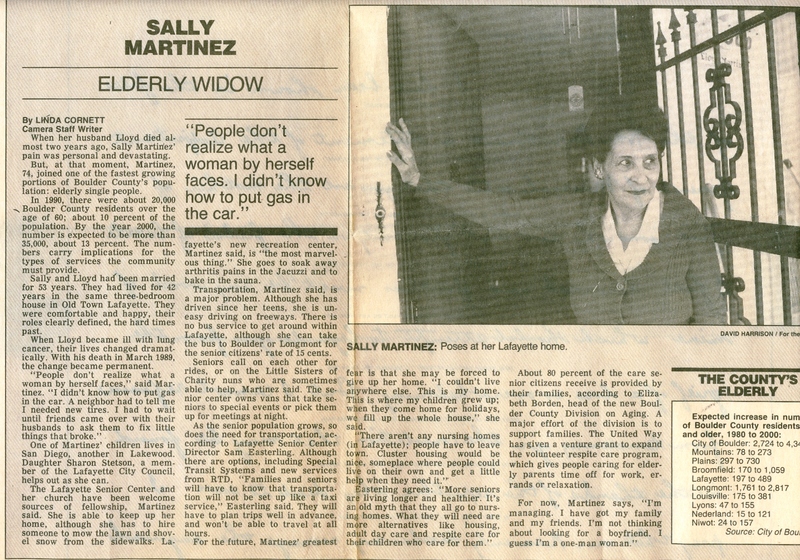 SALLY
MARTINEZ
ELDERLY WIDOW
By LINDA CORNETT
Camera Staff Writer
When her husband Lloyd died al-
most two years ago, Sally Martinez'
pain was personal and devastating.
But, at that moment, Martinez,
74, joined one of the fastest growing
portions of Boulder County's popu-
lation: elderly single people.
In 1990, there were about 20,000
Boulder County residents over the
age of 60; about 10 percent of the
population. By the year 2000, the
number is expected to be more than
35,000, about 13 percent. The num-
bers carry implications for the
types of services the community
must provide.
Sally and Lloyd had been married
for 53 years. They had lived for 42
years in the same three-bedroom
house in Old Town Lafayette. They
were comfortable and happy, their
roles clearly defined, the hard times
past.
When Lloyd became ill with lung
cancer, their lives changed dramat-
ically. With his death in March 1989,
the change became permanent.
"People don't realize what a
woman by herself faces," said Mar-
tinez. "I didn't know how to put gas
in the car. A neighbor had to tell me
I needed new tires. I had to wait
until friends came over with their
husbands to ask them to fix little
things that broke."
One of Martinez' children lives in
San Diego, another in Lakewood.
Daughter Sharon Stetson, a mem-
ber of the Lafayette City Council,
helps out as she can.
The Lafayette Senior Center and
her church have been welcome
sources of fellowship, Martinez
said. She is able to keep up her
home, although she has to hire
someone to mow the lawn and shov-
el snow from the sidewalks. La-
"People don't
realize what a
woman by herself
faces. I didn't know
how to put gas in
the car."
fayette's new recreation center,
Martinez said, is "the most marvel-
ous thing." She goes to soak away
arthritis pains in the Jacuzzi and to
bake in the sauna.
Transportation, Martinez said, is
a major problem. Although she has
driven since her teens, she is un-
easy driving on freeways. There is
no bus service to get around within
Lafayette, although she can take
the bus to Boulder or Longmont for
the senior citizens' rate of 15 cents.
Seniors call on each other for
rides, or on the Little Sisters of
Charity nuns who are sometimes
able to help, Martinez said. The se-
nior center owns vans that take se-
niors to special events or pick them
up for meetings at night.
As the senior population grows, so
does the need for transportation, ac-
cording to Lafayette Senior Center
Director Sam Easterling. Although
there are options, including Special
Transit Systems and new services
from RTD, "Families and seniors
will have to know that transporta-
tion will not be set up like a taxi
service," Easterling said. They will
have to plan trips well in advance,
and won't be able to travel at all
hours.
For the future, Martinez' greatest
DAVID HARRISON / For the
SALLY MARTINEZ: Poses at her Lafayette home.
fear is that she may be forced to
give up her home. "I couldn't live
anywhere else. This is my home.
This is where my children grew up;
when they come home for holidays,
we fill up the whole house," she
said.
"There aren't any nursing homes
(in Lafayette); people have to leave
town. Cluster housing would be
nice, someplace where people could
live on their own and get a little
help when they need it."
Easterling agrees: "More seniors
are living longer and healthier. It's
an old myth that they all go to nurs-
ing homes. What they will need are
more alternatives like housing,
adult day care and respite care for
their children who care for them."
About 80 percent of the care se-
nior citizens receive is provided by
their families, according to Eliza-
beth Borden, head of the new Boul-
der County Division on Aging. A
major effort of the division is to
support families. The United Way
has given a venture grant to expand
the volunteer respite care program,
which gives people caring for elder-
ly parents time off for work, er-
rands or relaxation.
For now, Martinez says, "I'm
managing. I have got my family
and my friends. I'm not thinking
about looking for a boyfriend. I
guess I'm a one-man woman."
THE COUNTY'S
ELDERLY
Expected increase in num
of Boulder County residents
and older, 1980 to 2000:
City of Boulder: 2,724 to 4,34
Mountains: 78 to 273
Plains: 297 to 730
Broomfield: 170 to 1,059
Lafayette: 197 to 489
Longmont: 1,761 to 2,817
Louisville: 175 to 381
Lyons: 47 to 155
Nederland: 15 to 121
Niwot: 24 to 157
Source: City of Bou